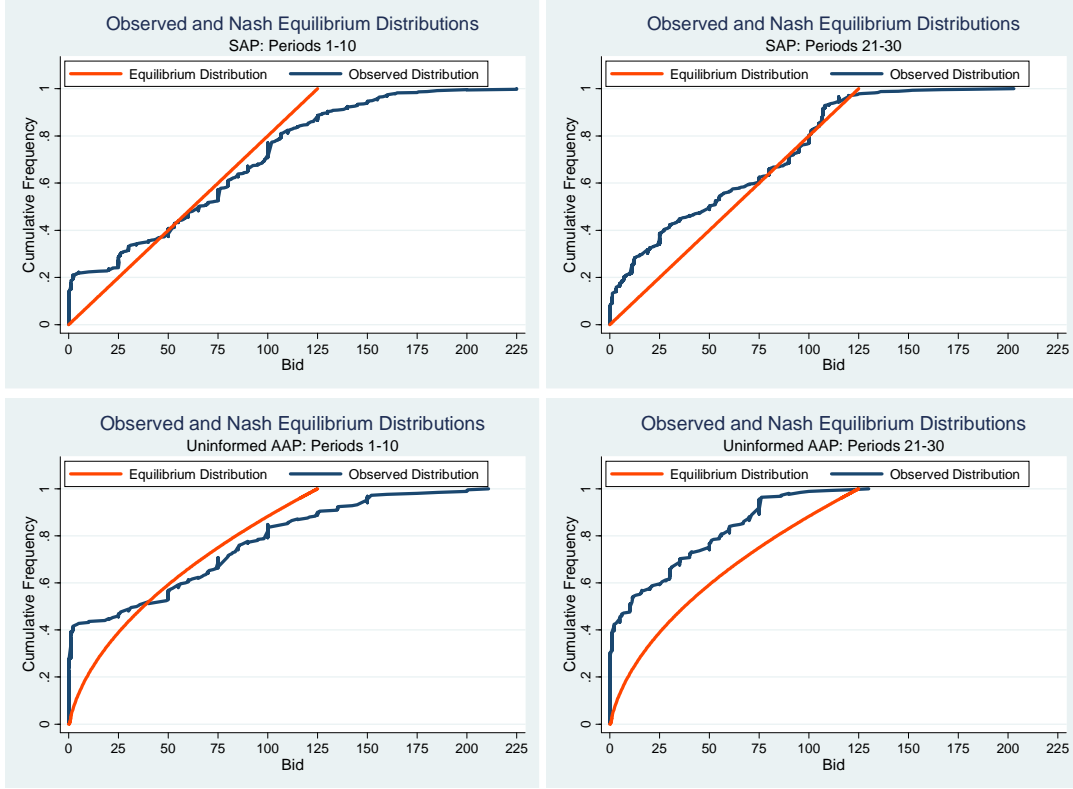 Observed and Nash Equilibrium Distributions
SAP: Periods 1-10
Equilibrium Distribution Observed Distribution
Cumulative Frequency
0 .2 .4 .6 .8 1
0 25 50 75 100 125 150 175 200 225
Bid
Observed and Nash Equilibrium Distributions
SAP: Periods 21-30
Equilibrium Distribution Observed Distribution
Cumulative Frequency
0 .2 .4 .6 .8 1
0 25 50 75 100 125 150 175 200 225
Bid
Observed and Nash Equilibrium Distributions
Uninformed AAP: Periods 1-10
Equilibrium Distribution Observed Distribution
Cumulative Frequency
0 .2 .4 .6 .8 1
0 25 50 75 100 125 150 175 200 225
Bid
Observed and Nash Equilibrium Distributions
Uninformed AAP: Periods 21-30
Equilibrium Distribution Observed Distribution
Cumulative Frequency
0 .2 .4 .6 .8 1
0 25 50 75 100 125 150 175 200 225
Bid